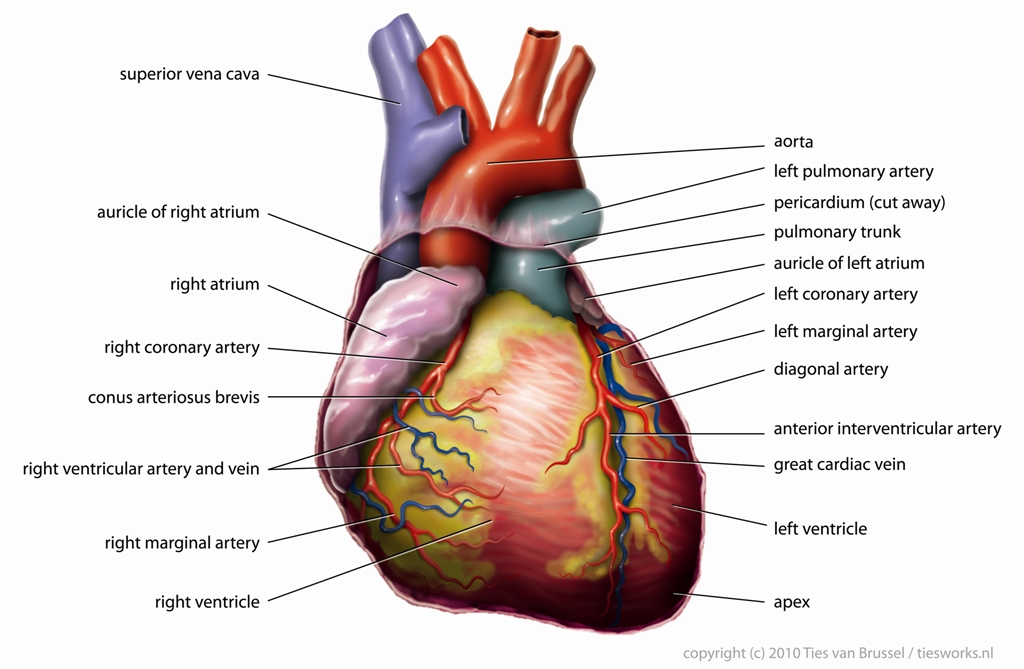 superior vena cava
auricle of right atrium
right atrium
right coronary artery
conus arteriosus brevis
right ventricular artery and vein
right marginal artery
right ventricle
aorta
left pulmonary artery
pericardium (cut away)
pulmonary trunk
auricle of left atrium
left coronary artery
left marginal artery
diagonal artery
anterior interventricular artery
great cardiac vein
left ventricle
apex
copyright (c) 2010 Ties van Brussel / tiesworks.nl